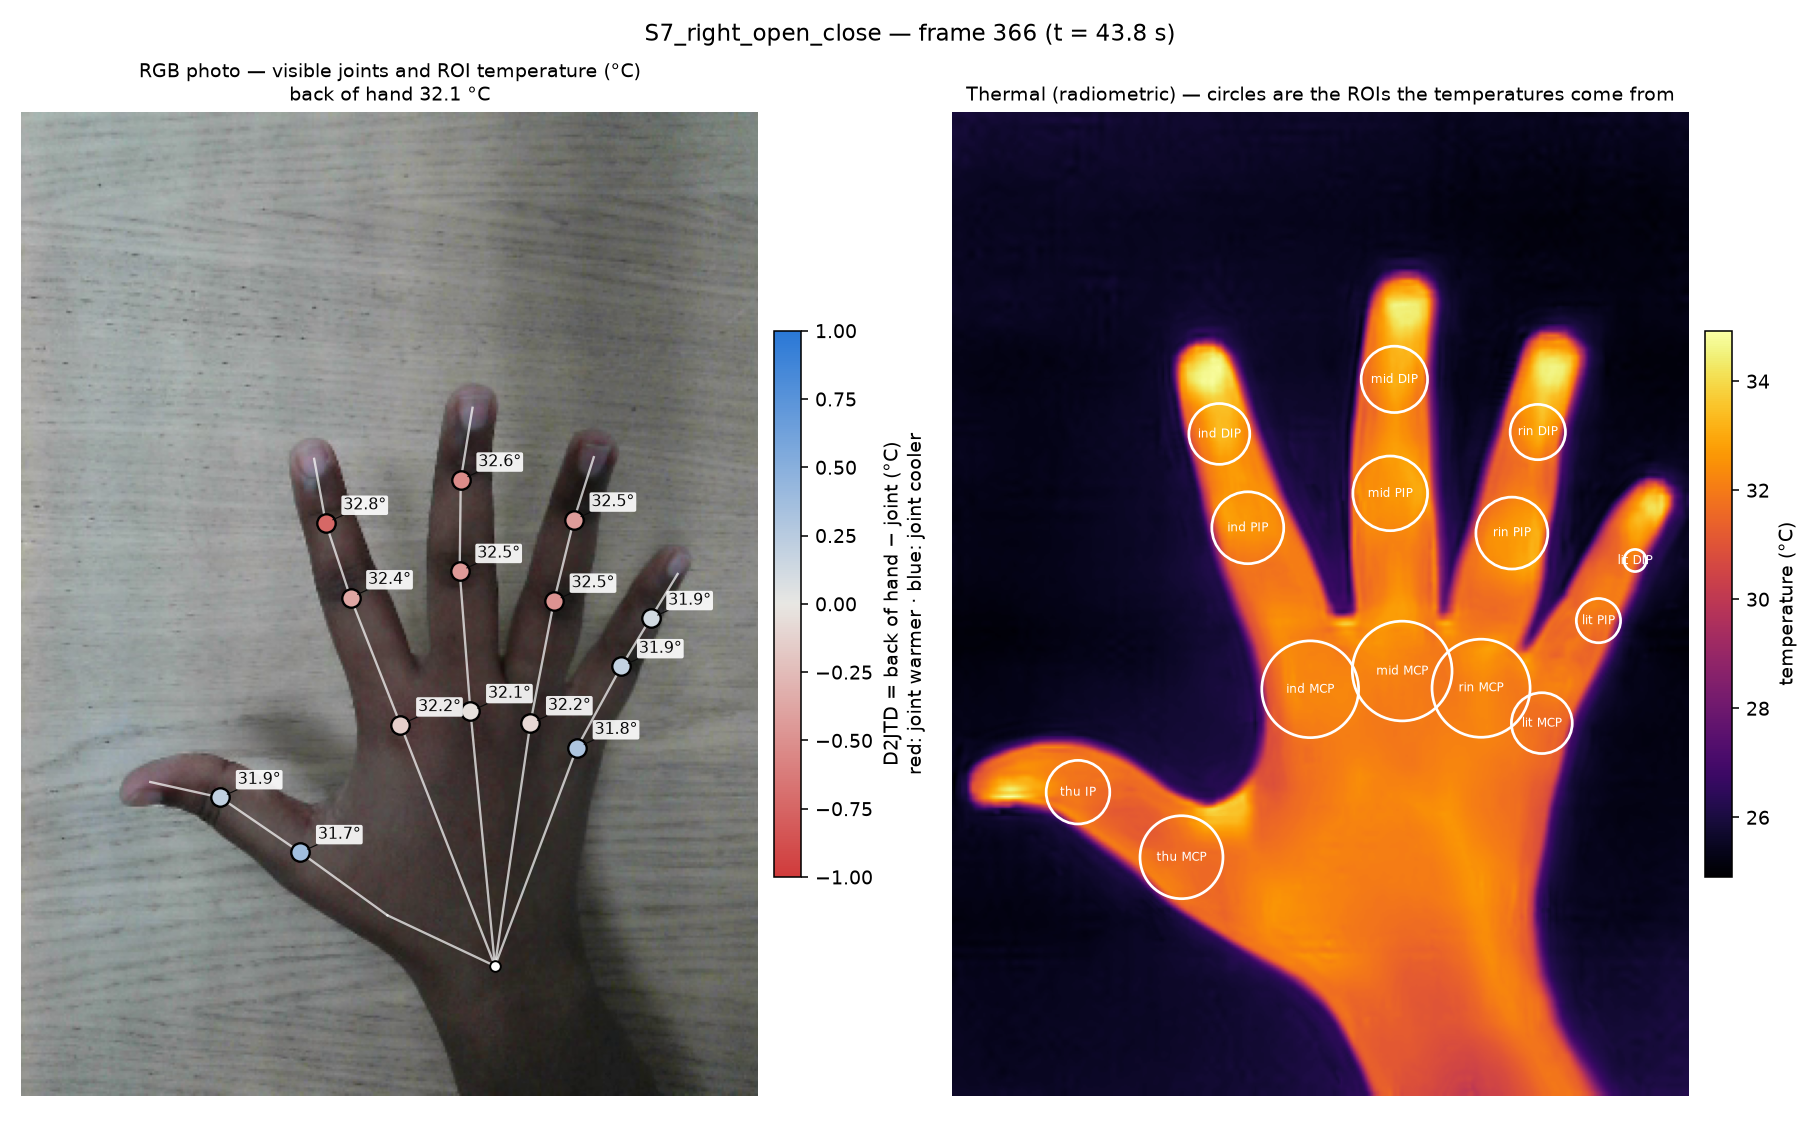 S7_right_open_close — frame 366 (t = 43.8 s)
RGB photo — visible joints and ROI temperature (°C)
back of hand 32.1 °C
32.6°
32.8°
32.5°
32.5°
32.4°
32.5°
31.9°
31.9°
32.2°
32.1°
32.2°
31.8°
31.9°
31.7°
1.00
0.75
0.50
0.25
0.00
−0.25
−0.50
−0.75
−1.00
D2JTD = back of hand − joint (°C)
red: joint warmer · blue: joint cooler
Thermal (radiometric) — circles are the ROIs the temperatures come from
mid DIP
ind DIP
rin DIP
mid PIP
ind PIP
rin PIP
lit DIP
lit PIP
mid MCP
ind MCP
rin MCP
lit MCP
thu IP
thu MCP
34
32
30
28
26
temperature (°C)